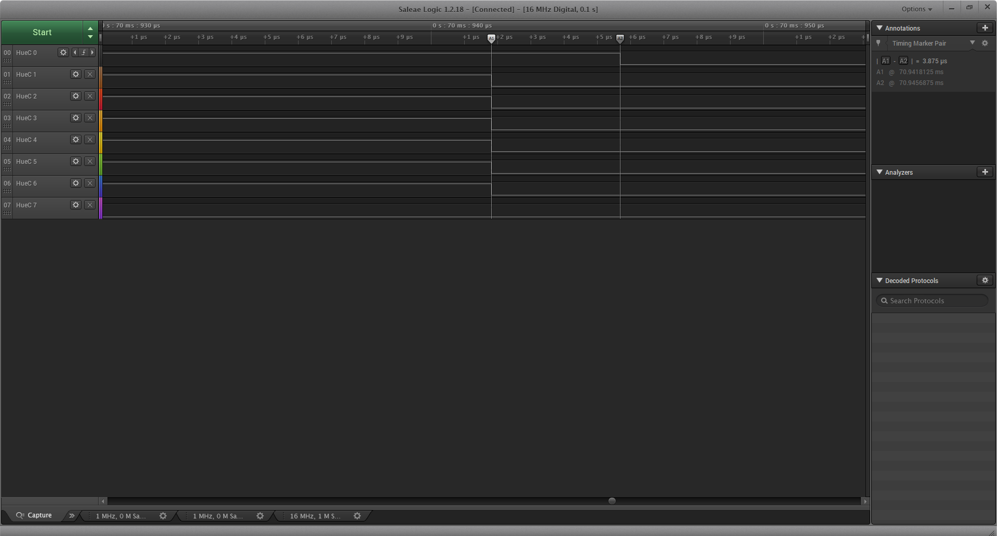 Saleae Logic 1.2.18 - [Connected] - [16 MHz Digital, 0.1 s]
Options
Start
0 s : 70 ms : 930 µs
0 s : 70 ms : 940 µs
0 s : 70 ms : 950 µs
+1 µs +2 µs +3 µs +4 µs +5 µs +6 µs +7 µs +8 µs +9 µs +1 µs A1 +2 µs +3 µs +4 µs +5 µs A2 +6 µs +7 µs +8 µs +9 µs +1 µs +2 µs +
00 HueC 0
01 HueC 1
02 HueC 2
03 HueC 3
04 HueC 4
05 HueC 5
06 HueC 6
07 HueC 7
Annotations
Timing Marker Pair
| A1 - A2 | = 3.875 µs
A1 @ 70.9418125 ms
A2 @ 70.9456875 ms
Analyzers
Decoded Protocols
Search Protocols
Capture
1 MHz, 0 M Sa...
1 MHz, 0 M Sa...
16 MHz, 1 M S...